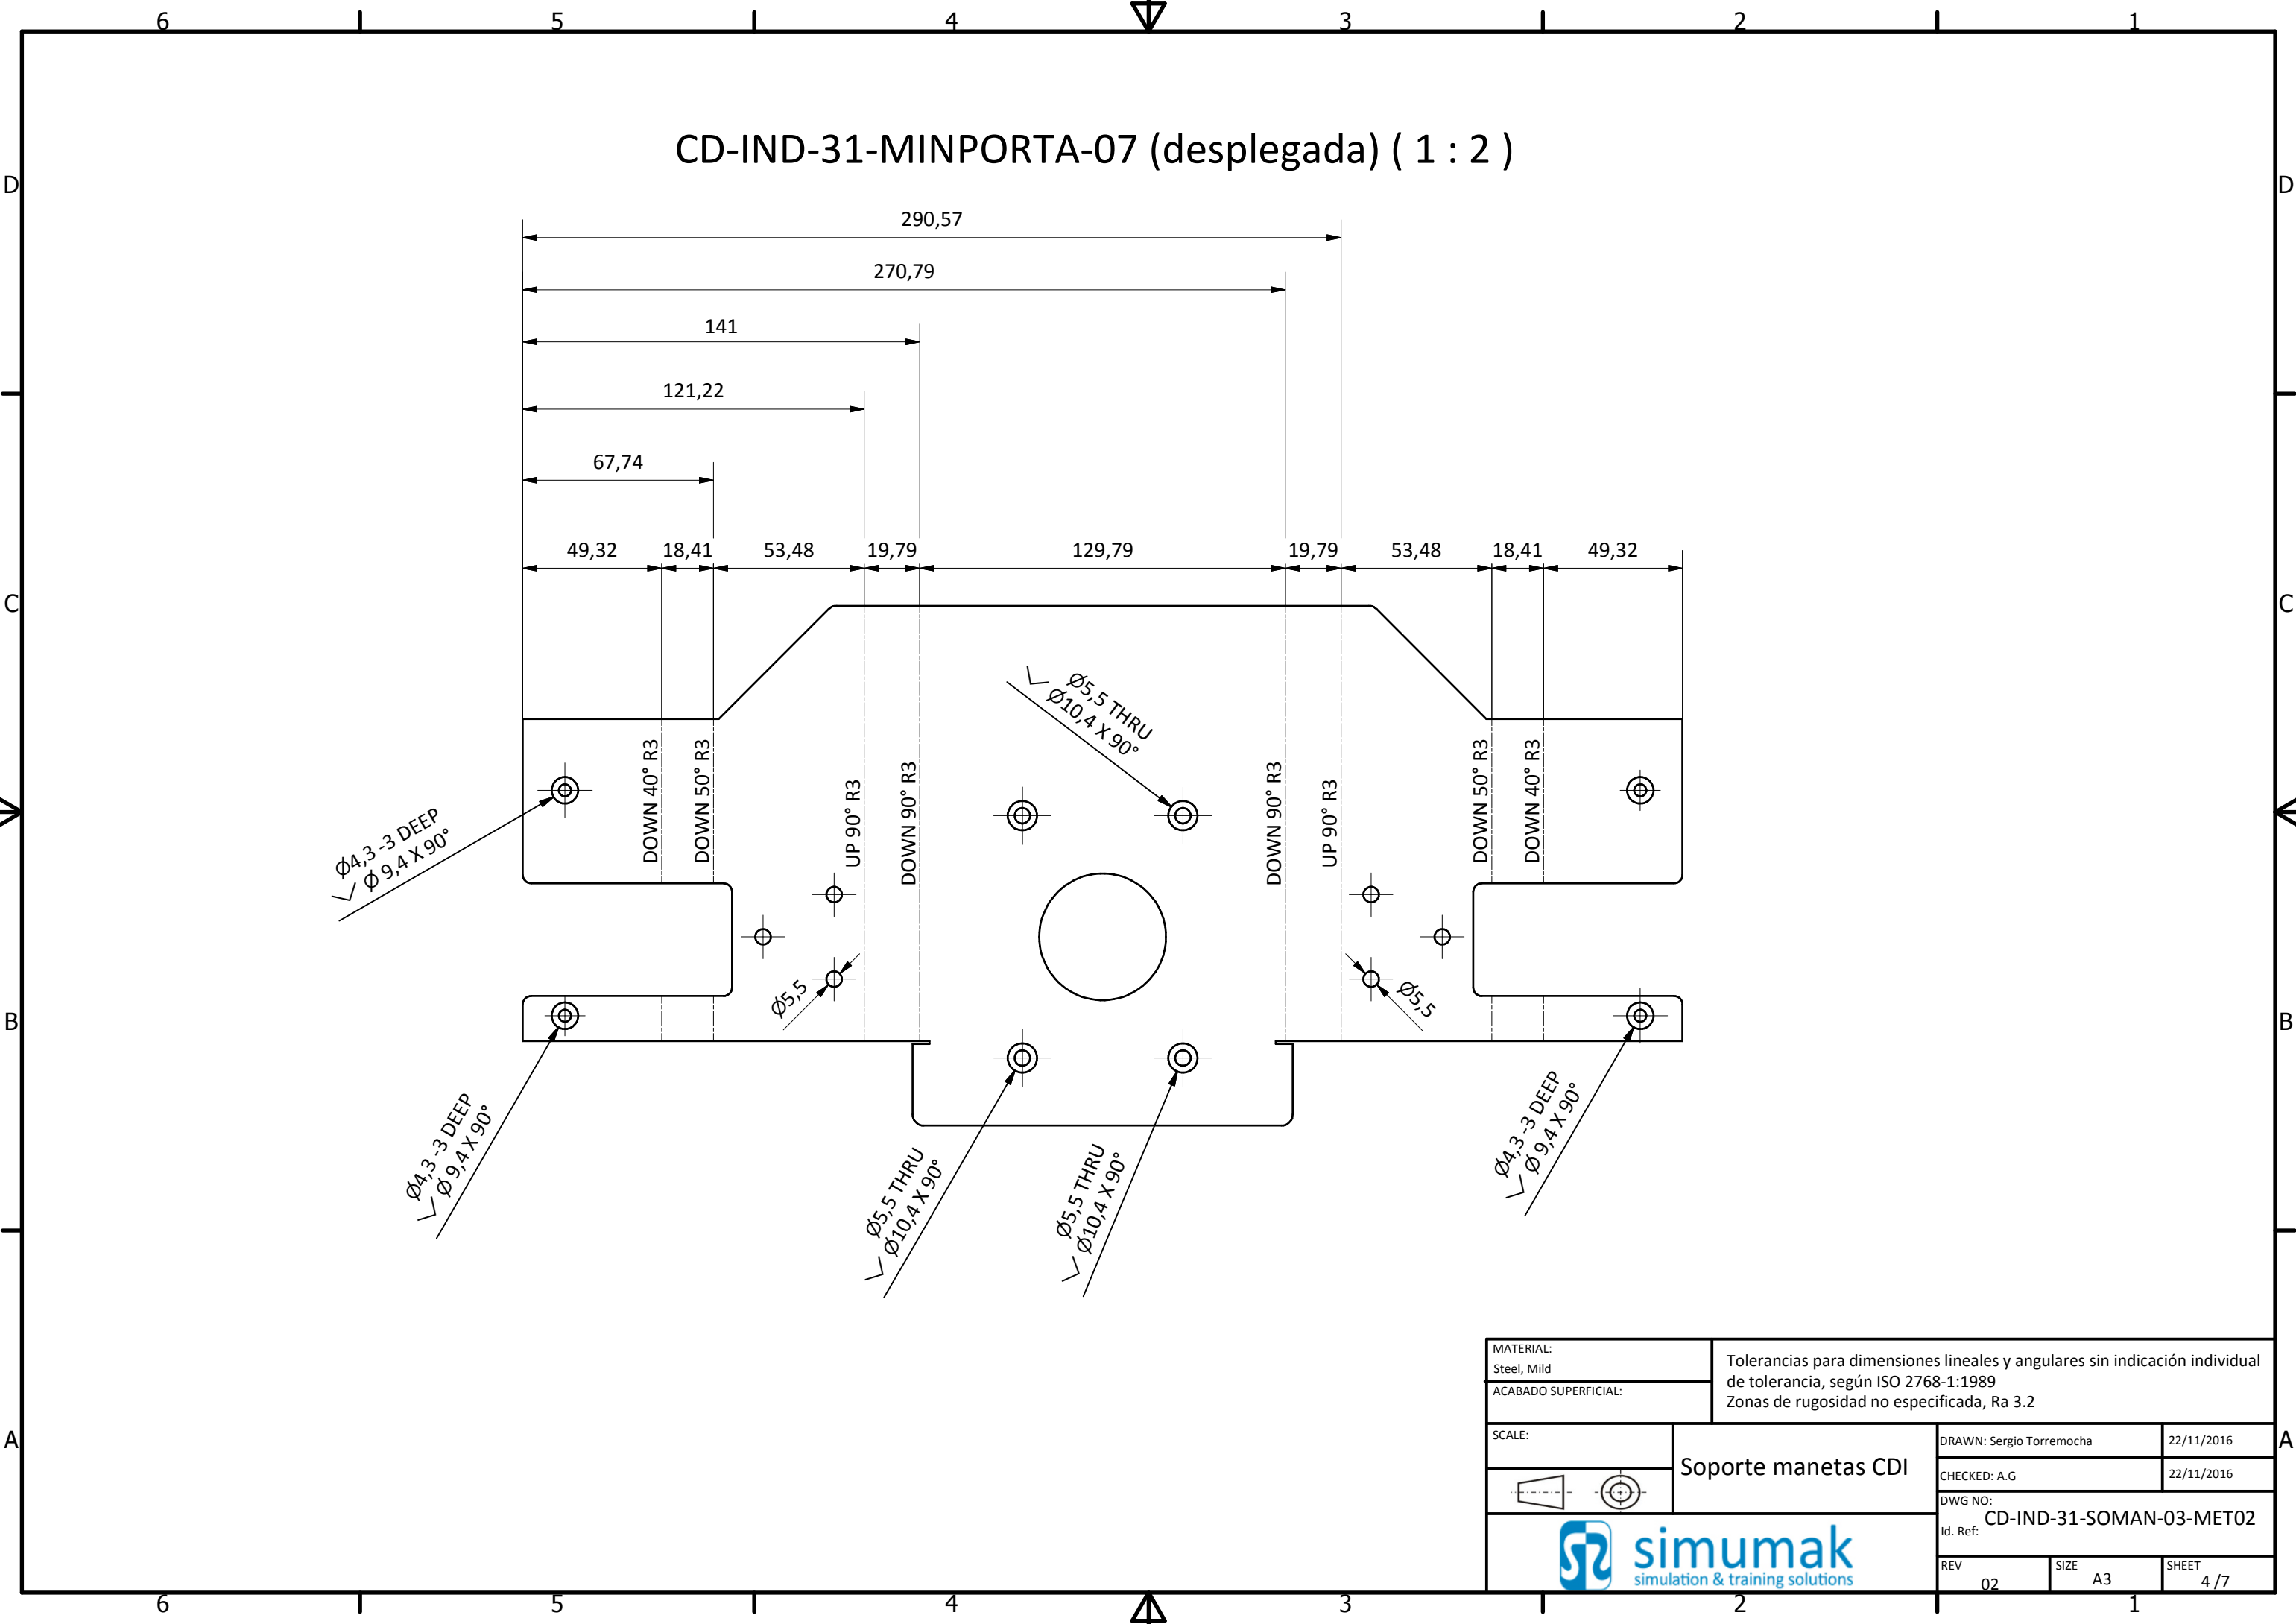 6 5 4 3 2 1
D D
CD-IND-31-MINPORTA-07 (desplegada) ( 1 : 2 )
290,57
270,79
141
121,22
67,74
49,32 18,41 53,48 19,79 129,79 19,79 53,48 18,41 49,32
C C
Ø5,5 THRU
Ø10,4 X 90°
DOWN 40° R3
DOWN 50° R3
UP 90° R3
DOWN 90° R3
DOWN 90° R3
UP 90° R3
DOWN 50° R3
DOWN 40° R3
Ø4,3 -3 DEEP
Ø 9,4 X 90°
Ø5,5
Ø5,5
B B
Ø4,3 -3 DEEP
Ø 9,4 X 90°
Ø5,5 THRU
Ø10,4 X 90°
Ø5,5 THRU
Ø10,4 X 90°
Ø4,3 -3 DEEP
Ø 9,4 X 90°
MATERIAL:
Steel, Mild
ACABADO SUPERFICIAL:
Tolerancias para dimensiones lineales y angulares sin indicación individual
de tolerancia, según ISO 2768-1:1989
Zonas de rugosidad no especificada, Ra 3.2
A A
SCALE:
Soporte manetas CDI
DRAWN: Sergio Torremocha 22/11/2016
CHECKED: A.G 22/11/2016
DWG NO:
Id. Ref: CD-IND-31-SOMAN-03-MET02
simumak
simulation & training solutions
REV 02
SIZE A3
SHEET 4 /7
6 5 4 3 2 1